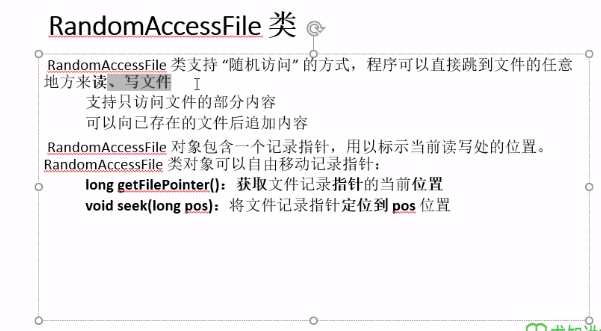 RandomAccessFile 类
RandomAccessFile 类支持 “随机访问” 的方式，程序可以直接跳到文件的任意
地方来读、写文件
支持只访问文件的部分内容
可以向已存在的文件后追加内容
RandomAccessFile 对象包含一个记录指针，用以标示当前读写处的位置。
RandomAccessFile 类对象可以自由移动记录指针：
long getFilePointer()：获取文件记录指针的当前位置
void seek(long pos)：将文件记录指针定位到 pos 位置